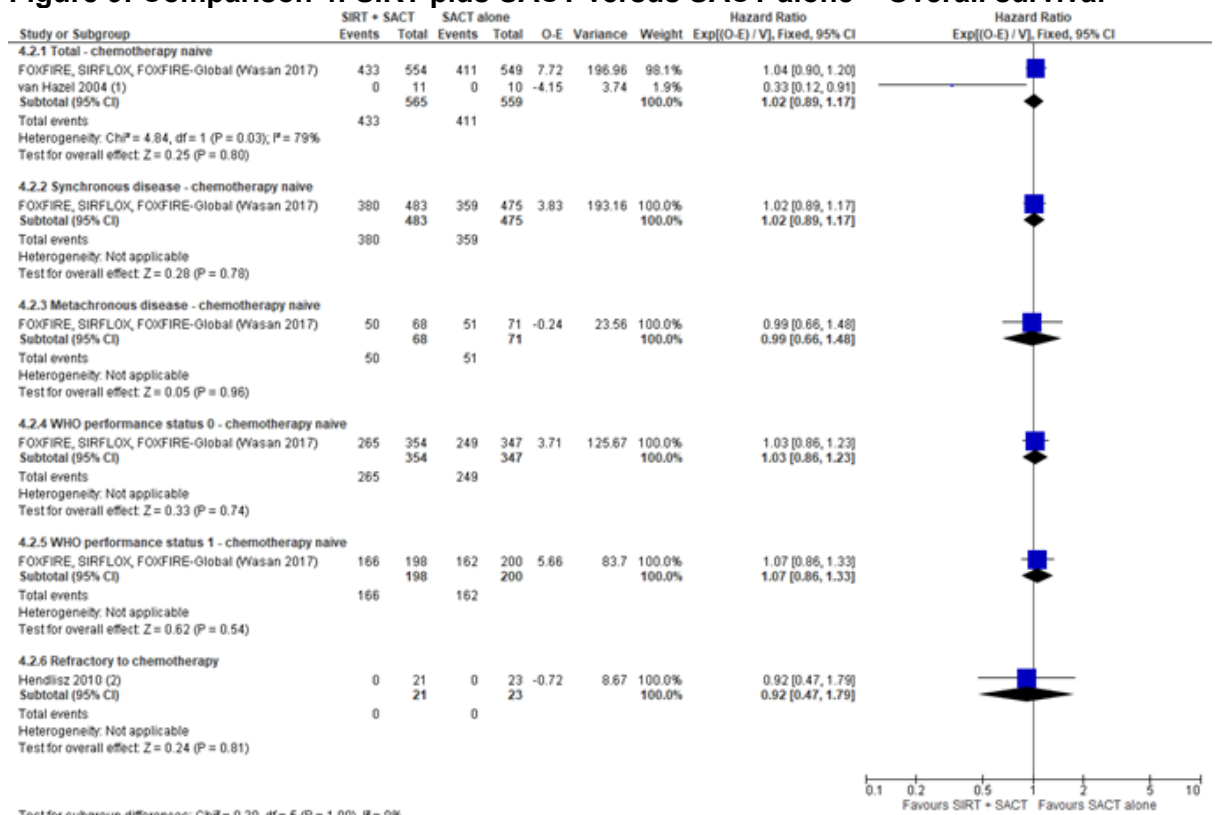 Figure 9: Comparison 4: SIRT plus SACT versus SACT alone – Overall survival
SIRT + SACT SACT alone Hazard Ratio Hazard Ratio
Study or Subgroup Events Total Events Total O-E Variance Weight Exp[(O-E) / V], Fixed, 95% CI Exp[(O-E) / V], Fixed, 95% CI
4.2.1 Total - chemotherapy naive
FOXFIRE, SIRFLOX, FOXFIRE-Global (Wasan 2017) 433 554 411 549 7.72 196.96 98.1% 1.04 [0.90, 1.20]
van Hazel 2004 (1) 0 11 0 10 -4.15 3.74 1.9% 0.33 [0.12, 0.91]
Subtotal (95% CI) 565 559 100.0% 1.02 [0.89, 1.17]
Total events 433 411
Heterogeneity: Chi² = 4.84, df = 1 (P = 0.03); I² = 79%
Test for overall effect: Z = 0.25 (P = 0.80)
4.2.2 Synchronous disease - chemotherapy naive
FOXFIRE, SIRFLOX, FOXFIRE-Global (Wasan 2017) 380 483 359 475 3.83 193.16 100.0% 1.02 [0.89, 1.17]
Subtotal (95% CI) 483 475 100.0% 1.02 [0.89, 1.17]
Total events 380 359
Heterogeneity: Not applicable
Test for overall effect: Z = 0.28 (P = 0.78)
4.2.3 Metachronous disease - chemotherapy naive
FOXFIRE, SIRFLOX, FOXFIRE-Global (Wasan 2017) 50 68 51 71 -0.24 23.56 100.0% 0.99 [0.66, 1.48]
Subtotal (95% CI) 68 71 100.0% 0.99 [0.66, 1.48]
Total events 50 51
Heterogeneity: Not applicable
Test for overall effect: Z = 0.05 (P = 0.96)
4.2.4 WHO performance status 0 - chemotherapy naive
FOXFIRE, SIRFLOX, FOXFIRE-Global (Wasan 2017) 265 354 249 347 3.71 125.67 100.0% 1.03 [0.86, 1.23]
Subtotal (95% CI) 354 347 100.0% 1.03 [0.86, 1.23]
Total events 265 249
Heterogeneity: Not applicable
Test for overall effect: Z = 0.33 (P = 0.74)
4.2.5 WHO performance status 1 - chemotherapy naive
FOXFIRE, SIRFLOX, FOXFIRE-Global (Wasan 2017) 166 198 162 200 5.66 83.7 100.0% 1.07 [0.86, 1.33]
Subtotal (95% CI) 198 200 100.0% 1.07 [0.86, 1.33]
Total events 166 162
Heterogeneity: Not applicable
Test for overall effect: Z = 0.62 (P = 0.54)
4.2.6 Refractory to chemotherapy
Hendlisz 2010 (2) 0 21 0 23 -0.72 8.67 100.0% 0.92 [0.47, 1.79]
Subtotal (95% CI) 21 23 100.0% 0.92 [0.47, 1.79]
Total events 0 0
Heterogeneity: Not applicable
Test for overall effect: Z = 0.24 (P = 0.81)
0.1 0.2 0.5 1 2 5 10
Favours SIRT + SACT Favours SACT alone